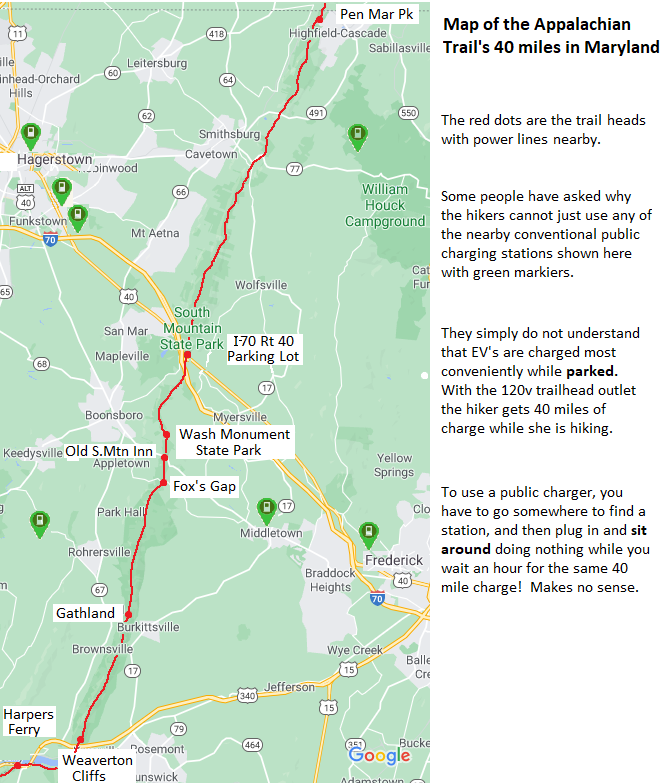 Map of the Appalachian
Trail's 40 miles in Maryland
The red dots are the trail heads
with power lines nearby.
Some people have asked why
the hikers cannot just use any of
the nearby conventional public
charging stations shown here
with green markiers.
They simply do not understand
that EV's are charged most
conveniently while parked.
With the 120v trailhead outlet
the hiker gets 40 miles of
charge while she is hiking.
To use a public charger, you
have to go somewhere to find a
station, and then plug in and sit
around doing nothing while you
wait an hour for the same 40
mile charge! Makes no sense.
Pen Mar Pk
11
418
Highfield-Cascade
Sabillasville
ille
Leitersburg
60
64
inhead-Orchard
Hills
62
491
550
Smithsburg
Hagerstown
Cavetown
binwood
77
ALT
40
66
William
Houck
Campground
Funkstown
70
Mt Aetna
Cat
Fur
65
40
Wolfsville
South
Mountain
State Park
San Mar
I-70 Rt 40
Parking Lot
Mapleville
17
Boonsboro
Myersville
Wash Monument
State Park
Keedysville
Old S.Mtn Inn
Appletown
Yellow
Springs
Fox's Gap
Park Hall
17
Clo
Middletown
Rohrersville
Frederick
Braddock
Heights
40
70
67
Gathland
Burkittsville
Brownsville
Wye Creek
17
15
Balle
Cre
Jefferson
340
15
Harpers
Ferry
79
Rosemont
464
351
Bucke
Google
Weaverton
Cliffs
unswick
Adamstown